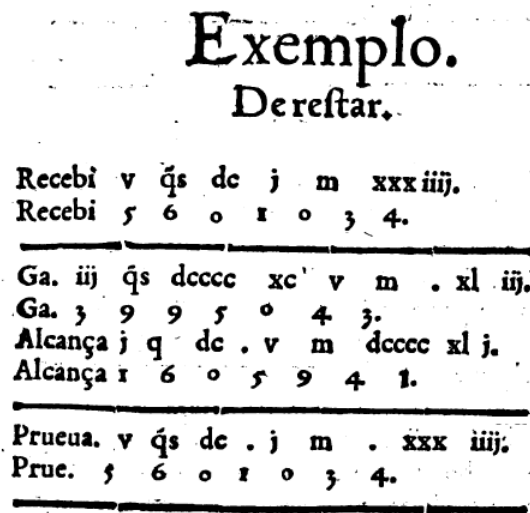 Exemplo.
De reſtar.
Recebi v q̃s dc j m xxx iiij.
Recebi 5 6 0 1 0 3 4.
Ga. iij q̃s dcccc xc v m . xl iij.
Ga. 3 9 9 5 0 4 3.
Alcança j q dc . v m dcccc xl j.
Alcança 1 6 0 5 9 4 1.
Prueua. v q̃s dc . j m . xxx iiij.
Prue. 5 6 0 1 0 3 4.